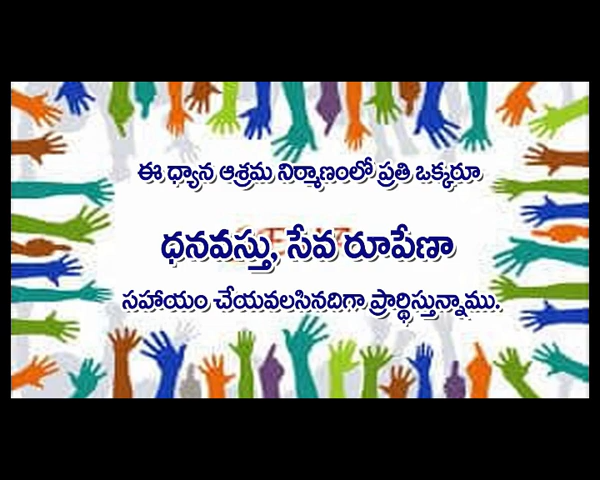 ఈ ధ్యాన ఆశ్రమ నిర్మాణంలో ప్రతి ఒక్కరూ
ధనవస్తు, సేవ రూపేణా
సహాయం చేయవలసినదిగా ప్రార్థిస్తున్నాము.